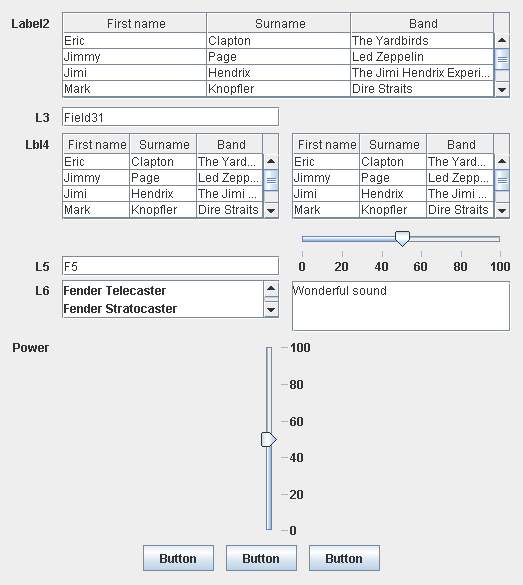 Label2 First name Surname Band
Eric Clapton The Yardbirds
Jimmy Page Led Zeppelin
Jimi Hendrix The Jimi Hendrix Experi...
Mark Knopfler Dire Straits
L3 Field31
Lbl4 First name Surname Band First name Surname Band
Eric Clapton The Yard... Eric Clapton The Yard...
Jimmy Page Led Zepp... Jimmy Page Led Zepp...
Jimi Hendrix The Jimi ... Jimi Hendrix The Jimi ...
Mark Knopfler Dire Straits Mark Knopfler Dire Straits
L5 F5 0 20 40 60 80 100
L6 Fender Telecaster Wonderful sound
Fender Stratocaster
Power 100
80
60
40
20
0
Button Button Button